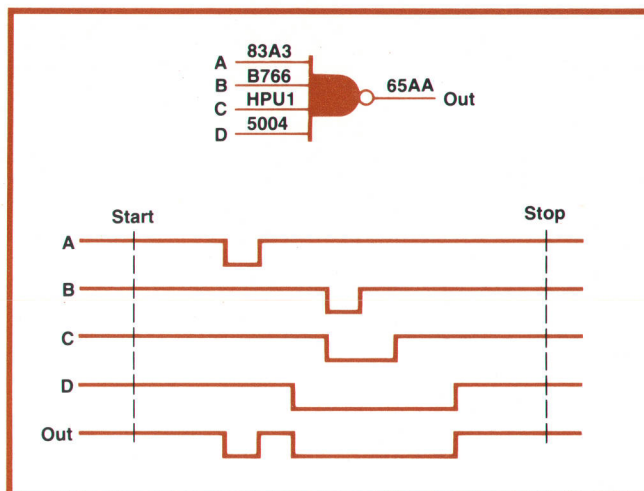 A 83A3
B B766
C HPU1
D 5004
65AA Out
Start Stop
A
B
C
D
Out